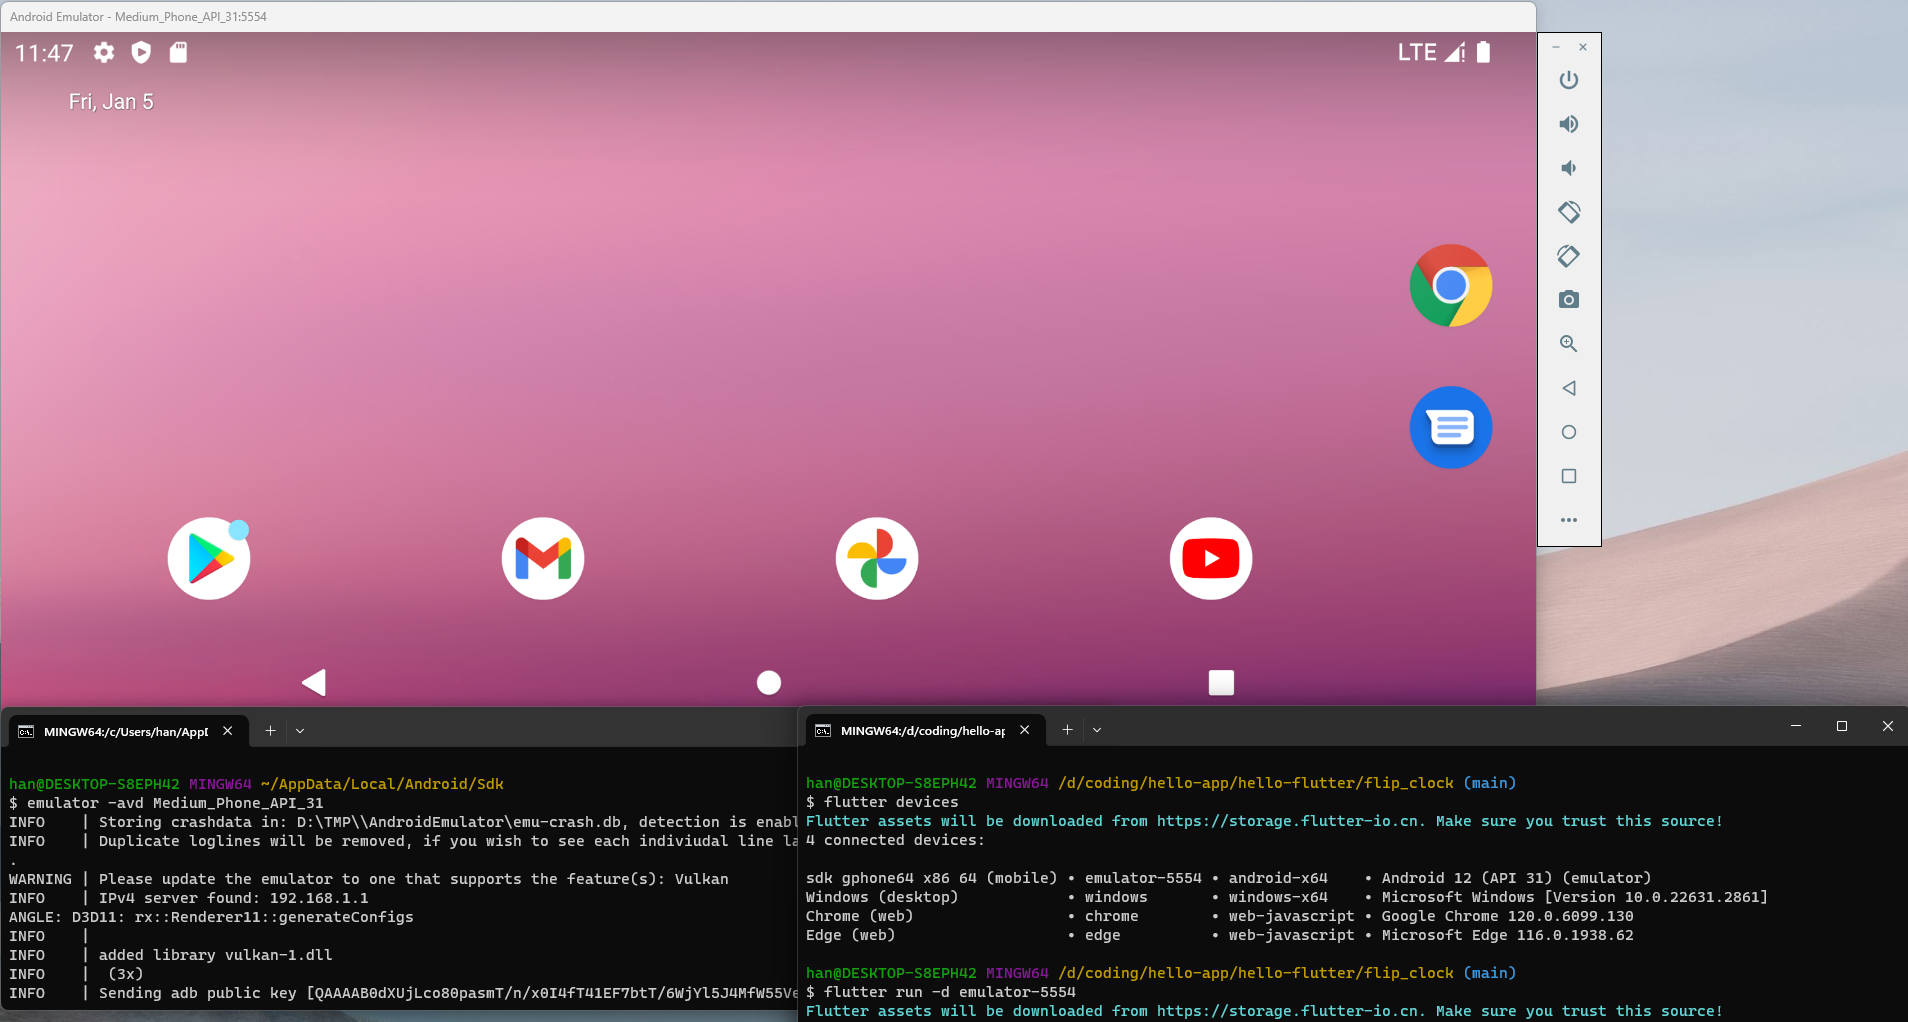 Android Emulator - Medium_Phone_API_31:5554
11:47
LTE
Fri, Jan 5
MINGW64:/c/Users/han/AppD
han@DESKTOP-S8EPH42 MINGW64 ~/AppData/Local/Android/Sdk
$ emulator -avd Medium_Phone_API_31
INFO    | Storing crashdata in: D:\TMP\\AndroidEmulator\emu-crash.db, detection is enabl
INFO    | Duplicate loglines will be removed, if you wish to see each indiviudal line la
.
WARNING | Please update the emulator to one that supports the feature(s): Vulkan
INFO    | IPv4 server found: 192.168.1.1
ANGLE: D3D11: rx::Renderer11::generateConfigs
INFO    |
INFO    | added library vulkan-1.dll
INFO    |  (3x)
INFO    | Sending adb public key [QAAAAB0dXUjLco80pasmT/n/x0I4fT41EF7btT/6WjYl5J4MfW55Ve
MINGW64:/d/coding/hello-ap
han@DESKTOP-S8EPH42 MINGW64 /d/coding/hello-app/hello-flutter/flip_clock (main)
$ flutter devices
Flutter assets will be downloaded from https://storage.flutter-io.cn. Make sure you trust this source!
4 connected devices:
sdk gphone64 x86 64 (mobile) • emulator-5554 • android-x64    • Android 12 (API 31) (emulator)
Windows (desktop)            • windows       • windows-x64    • Microsoft Windows [Version 10.0.22631.2861]
Chrome (web)                 • chrome        • web-javascript • Google Chrome 120.0.6099.130
Edge (web)                   • edge          • web-javascript • Microsoft Edge 116.0.1938.62
han@DESKTOP-S8EPH42 MINGW64 /d/coding/hello-app/hello-flutter/flip_clock (main)
$ flutter run -d emulator-5554
Flutter assets will be downloaded from https://storage.flutter-io.cn. Make sure you trust this source!